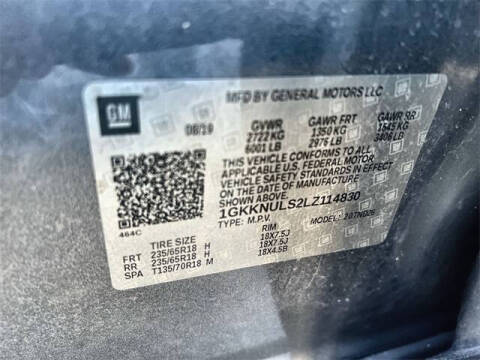 GM
MFD BY GENERAL MOTORS LLC
08/19 GVWR GAWR FRT GAWR RR
2722 KG 1350 KG 1545 KG
6001 LB 2976 LB 3406 LB
THIS VEHICLE CONFORMS TO ALL
APPLICABLE U.S. FEDERAL MOTOR
VEHICLE SAFETY
STANDARDS IN EFFECT ON THE DATE OF
MANUFACTURE SHOWN ABOVE.
1GKKNULS2LZ114830
TYPE: M.P.V. MODEL:
464C
TIRE SIZE RIM
FRT 235/65R18 H 18X7.5J
RR 235/65R18 H 18X7.5J
SPA T135/70R18 M 18X4.5B